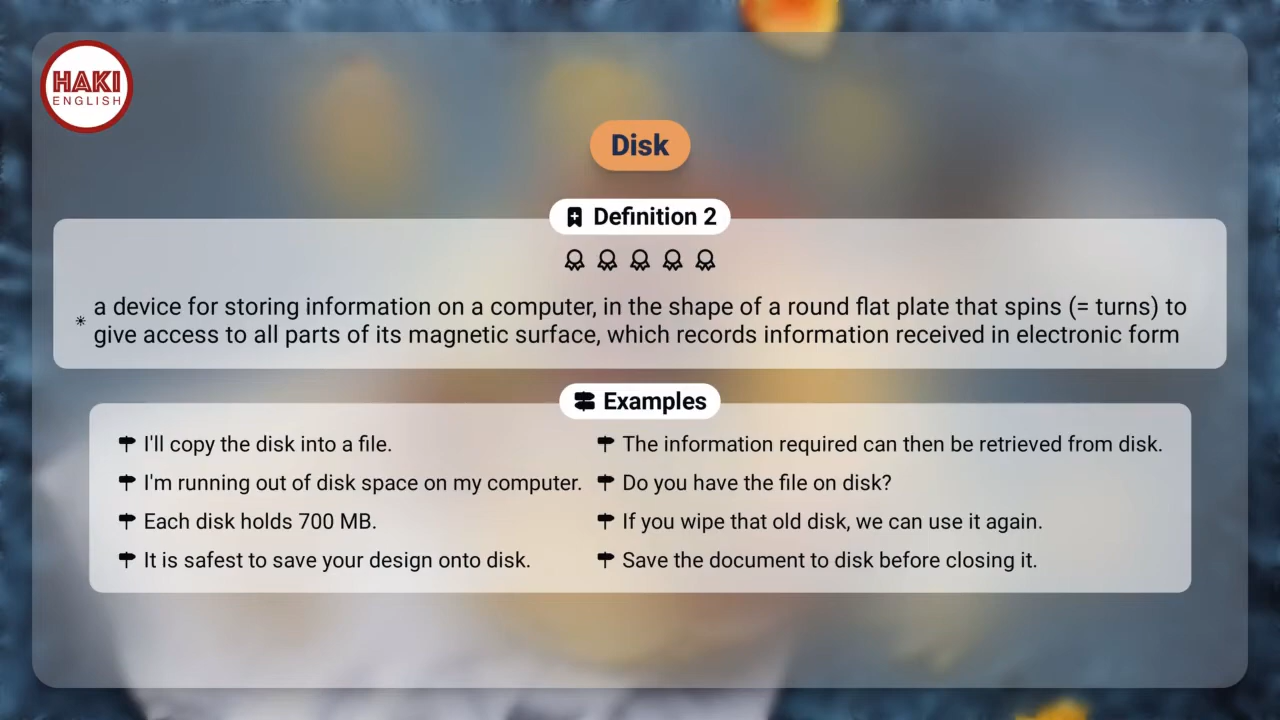 HAKI
ENGLISH
Disk
Definition 2
a device for storing information on a computer, in the shape of a round flat plate that spins (= turns) to
give access to all parts of its magnetic surface, which records information received in electronic form
Examples
I'll copy the disk into a file.
I'm running out of disk space on my computer.
Each disk holds 700 MB.
It is safest to save your design onto disk.
The information required can then be retrieved from disk.
Do you have the file on disk?
If you wipe that old disk, we can use it again.
Save the document to disk before closing it.